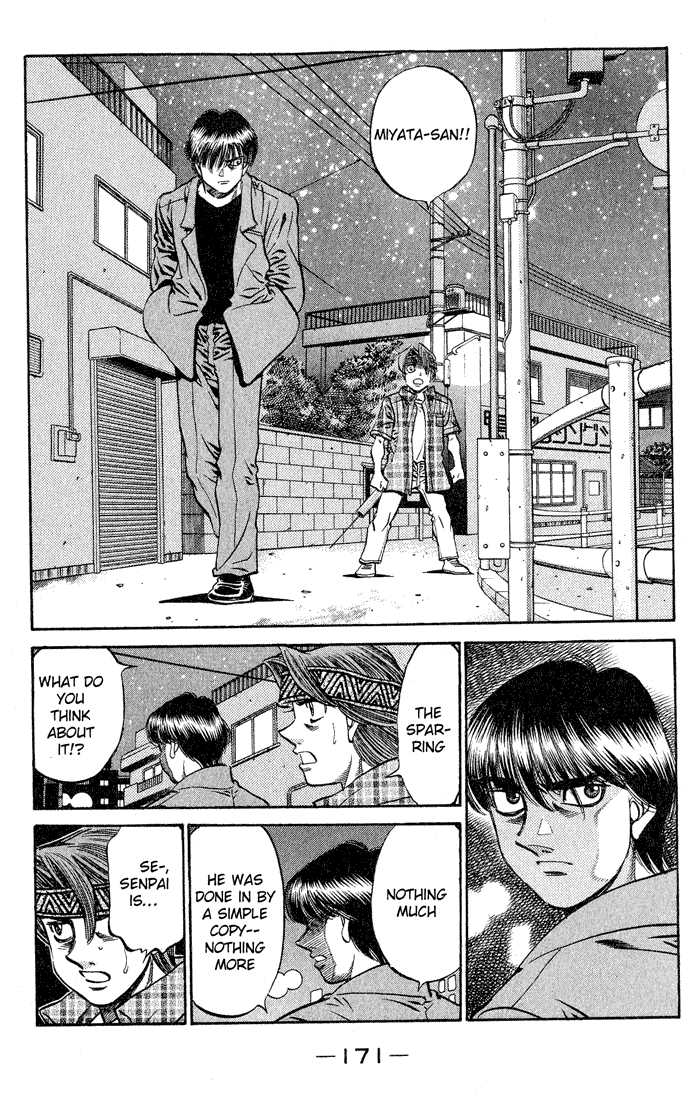 MIYATA-SAN!!
THE
SPAR-
RING
WHAT DO
YOU
THINK
ABOUT
IT!?
NOTHING
MUCH
HE WAS
DONE IN BY
A SIMPLE
COPY--
NOTHING
MORE
SE-,
SENPAI
IS...
—171—